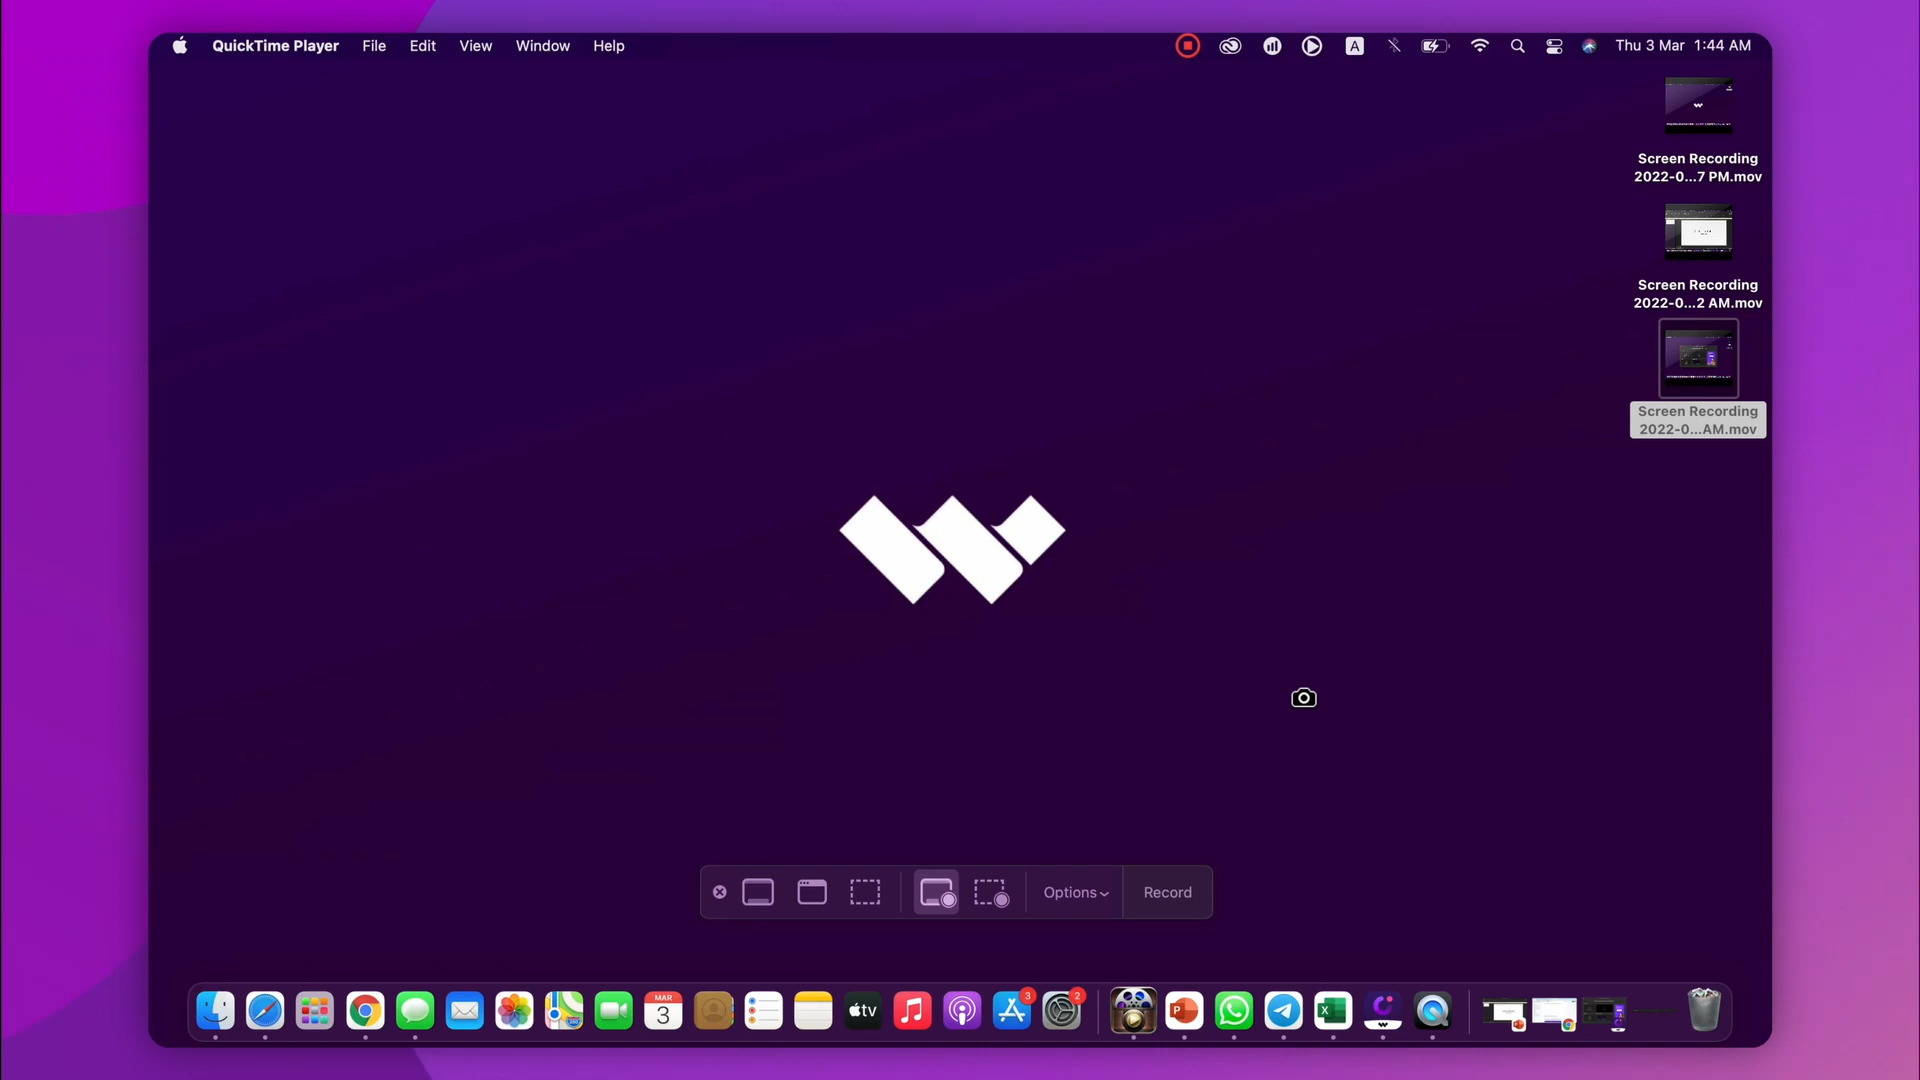 QuickTime Player File Edit View Window Help A Thu 3 Mar 1:44 AM
Screen Recording
2022-0...7 PM.mov
Screen Recording
2022-0...2 AM.mov
Screen Recording
2022-0...AM.mov
Options Record
MAR
3
tv
3
2
P
X